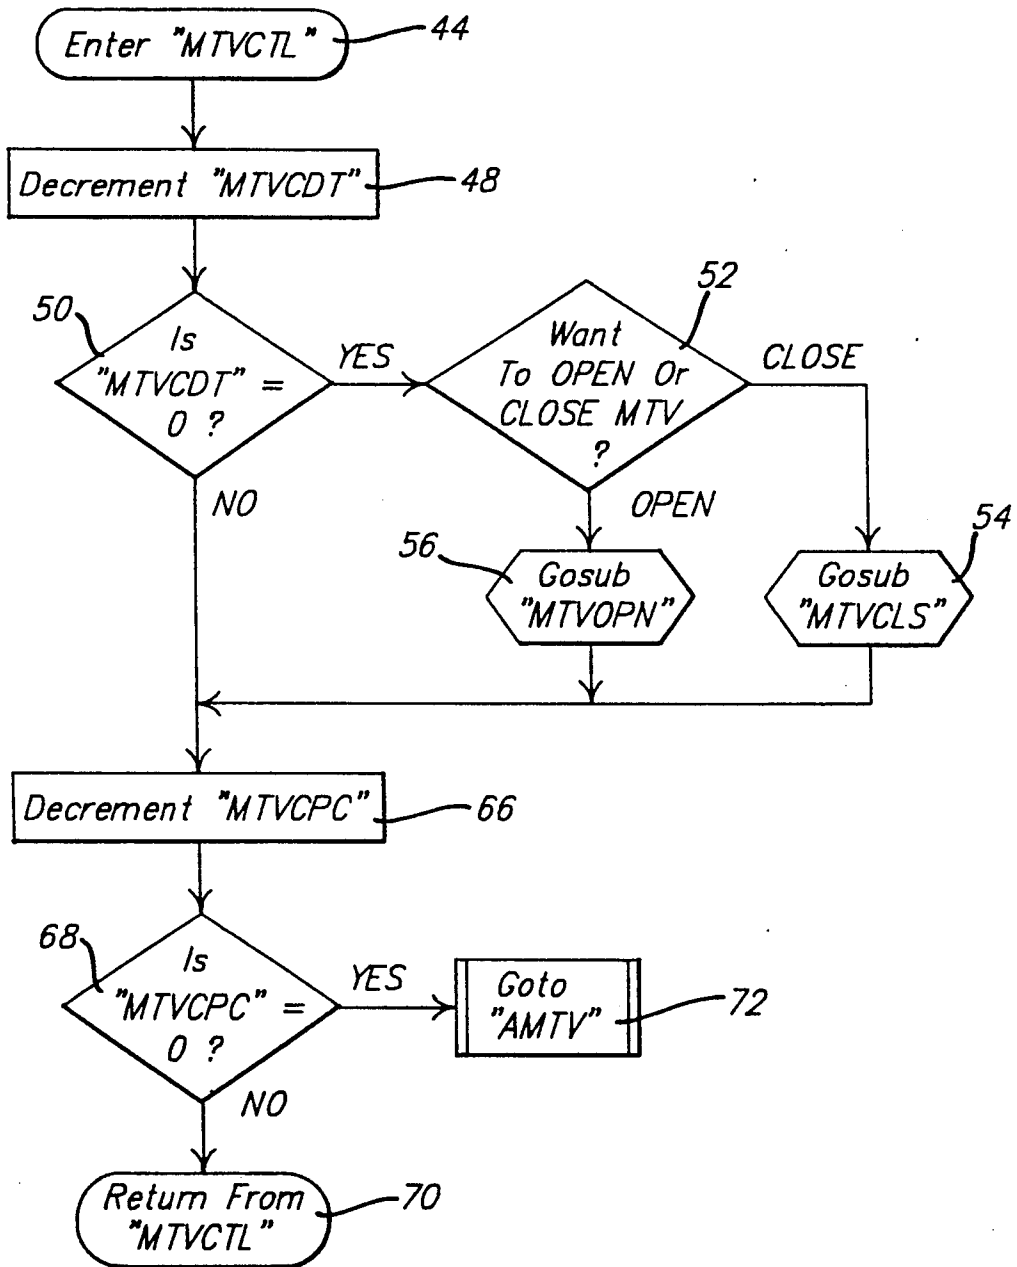 Enter "MTVCTL"
44
Decrement "MTVCDT"
48
50
Is
"MTVCDT" =
0 ?
YES
NO
52
Want
To OPEN Or
CLOSE MTV
?
CLOSE
OPEN
56
Gosub
"MTVOPN"
54
Gosub
"MTVCLS"
Decrement "MTVCPC"
66
68
Is
"MTVCPC" =
0 ?
YES
NO
Goto
"AMTV"
72
Return From
"MTVCTL"
70